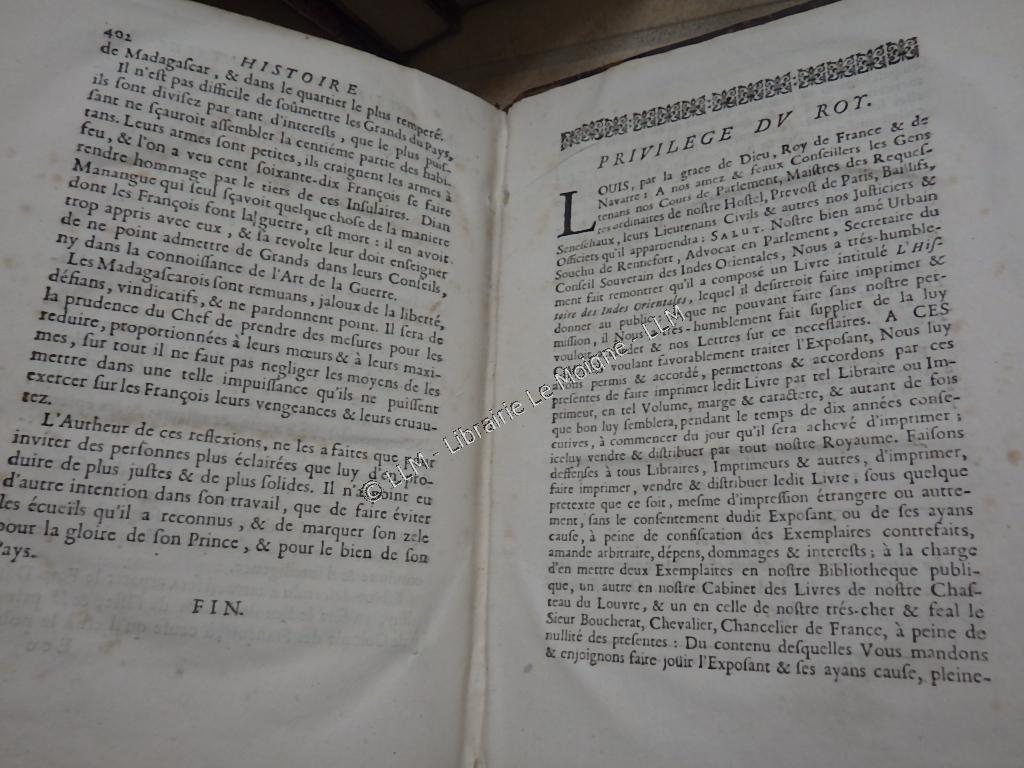 402
HISTOIRE
de Madagaſcar, & dans le quartier le plus temperé.
Il n'eſt pas difficile de ſoûmettre les Grands du Pays,
ils ſont diviſez par tant d'intereſts, que le plus puiſ-
ſant ne ſçauroit aſſembler la centiéme partie des habi-
tans. Leurs armes ſont petites, ils craignent les armes à
feu, & l'on a veu cent ſoixante-dix François ſe faire
rendre hommage par le tiers de ces Inſulaires. Dian
Manangue qui ſeul ſçavoit quelque choſe de la maniere
dont les François font la guerre, eſt mort : il en avoit
trop appris avec eux, & ſa revolte leur doit enſeigner
de ne point admettre de Grands dans leurs Conſeils,
ny dans la connoiſſance de l'Art de la Guerre.
Les Madagaſcarois ſont remuans, jaloux de la liberté,
défians, vindicatifs, & ne pardonnent point. Il ſera de
la prudence du Chef de prendre des meſures pour les
reduire, proportionnées à leurs mœurs & à leurs maxi-
mes, ſur tout il ne faut pas negliger les moyens de les
mettre dans une telle impuiſſance qu'ils ne puiſſent
exercer ſur les François leurs vengeances & leurs cruau-
tez.
L'Autheur de ces reflexions, ne les a faites que pour
inviter des perſonnes plus éclairées que luy d'en pro-
duire de plus juſtes & de plus ſolides. Il n'a point eu
d'autre intention dans ſon travail, que de faire éviter
les écueils qu'il a reconnus, & de marquer ſon zele
pour la gloire de ſon Prince, & pour le bien de ſon
Pays.
FIN.
PRIVILEGE DV ROY.
LOUIS, par la grace de Dieu, Roy de France & de
Navarre : A nos amez & feaux Conſeillers les Gens
tenans nos Cours de Parlement, Maiſtres des Requeſ-
tes ordinaires de noſtre Hoſtel, Prevoſt de Paris, Baillifs,
Seneſchaux, leurs Lieutenans Civils & autres nos Juſticiers &
Officiers qu'il appartiendra : SALUT. Noſtre bien amé Urbain
Souchu de Rennefort, Advocat en Parlement, Secretaire du
Conſeil Souverain des Indes Orientales, Nous a trés-humble-
ment fait remontrer qu'il a compoſé un Livre intitulé L'Hiſ-
toire des Indes Orientales, lequel il deſireroit faire imprimer &
donner au public ; Et que ne pouvant faire ſans noſtre per-
miſſion, il Nous a trés-humblement fait ſupplier de la luy
vouloir accorder & nos Lettres ſur ce neceſſaires. A CES
CAUSES, voulant favorablement traiter l'Expoſant, Nous luy
avons permis & accordé, permettons & accordons par ces
preſentes de faire imprimer ledit Livre par tel Libraire ou Im-
primeur, en tel Volume, marge & caractere, & autant de fois
que bon luy ſemblera, pendant le temps de dix années conſe-
cutives, à commencer du jour qu'il ſera achevé d'imprimer ;
iceluy vendre & diſtribuer par tout noſtre Royaume. Faiſons
deffenſes à tous Libraires, Imprimeurs & autres, d'imprimer,
faire imprimer, vendre & diſtribuer ledit Livre, ſous quelque
pretexte que ce ſoit, meſme d'impreſſion étrangere ou autre-
ment, ſans le conſentement dudit Expoſant ou de ſes ayans
cauſe, à peine de confiſcation des Exemplaires contrefaits,
amande arbitraire, dépens, dommages & intereſts ; à la charge
d'en mettre deux Exemplaires en noſtre Bibliotheque publi-
que, un autre en noſtre Cabinet des Livres de noſtre Chaſ-
teau du Louvre, & un en celle de noſtre trés-cher & feal le
Sieur Boucherat, Chevalier, Chancelier de France, à peine de
nullité des preſentes : Du contenu deſquelles Vous mandons
& enjoignons faire joüir l'Expoſant & ſes ayans cauſe, pleine-
© LLM - Librairie Le Moigne - LLM